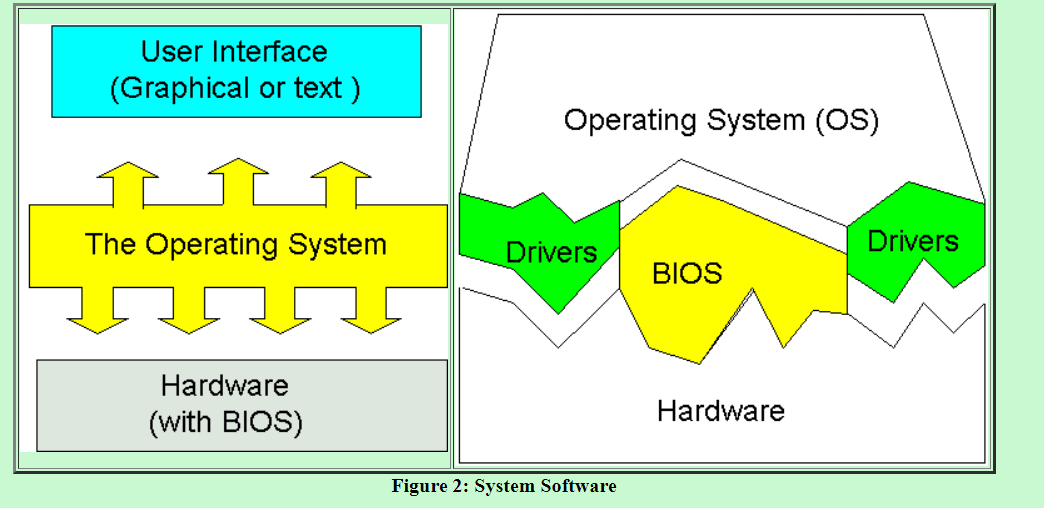 User Interface
(Graphical or text )
The Operating System
Hardware
(with BIOS)
Operating System (OS)
Drivers
BIOS
Drivers
Hardware
Figure 2: System Software